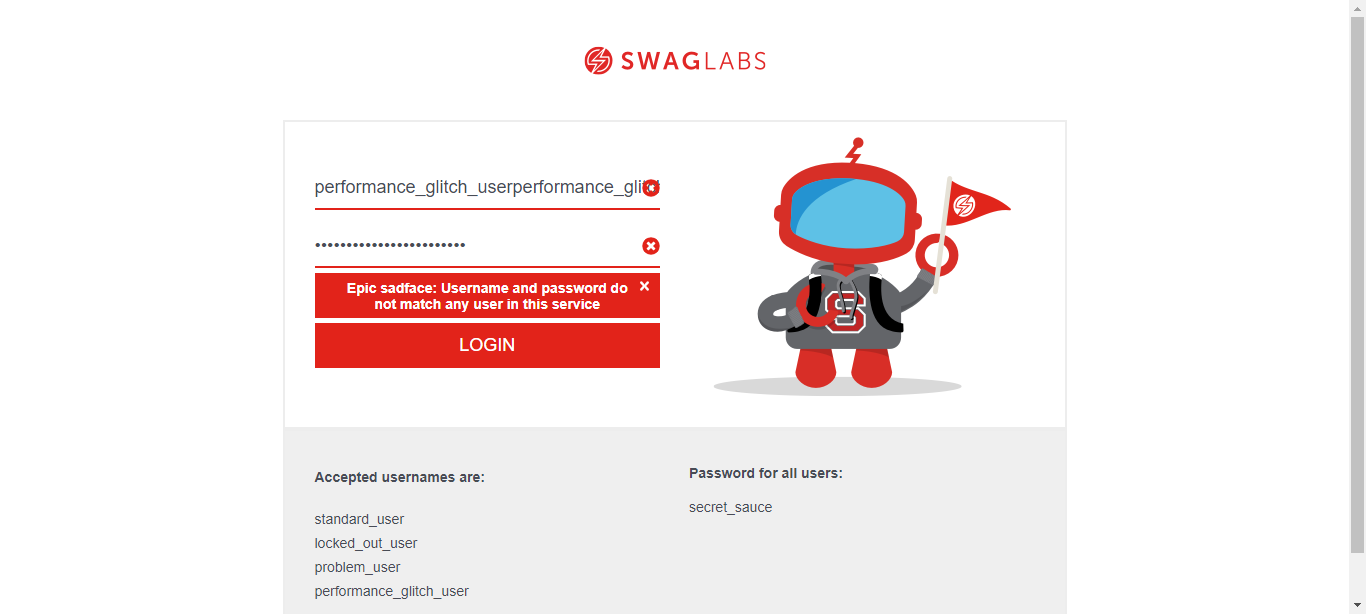 SWAGLABS
performance_glitch_userperformance_glit
•••••••••••••••••••••••• 
Epic sadface: Username and password do
not match any user in this service
LOGIN
S
Accepted usernames are:
standard_user
locked_out_user
problem_user
performance_glitch_user
Password for all users:
secret_sauce